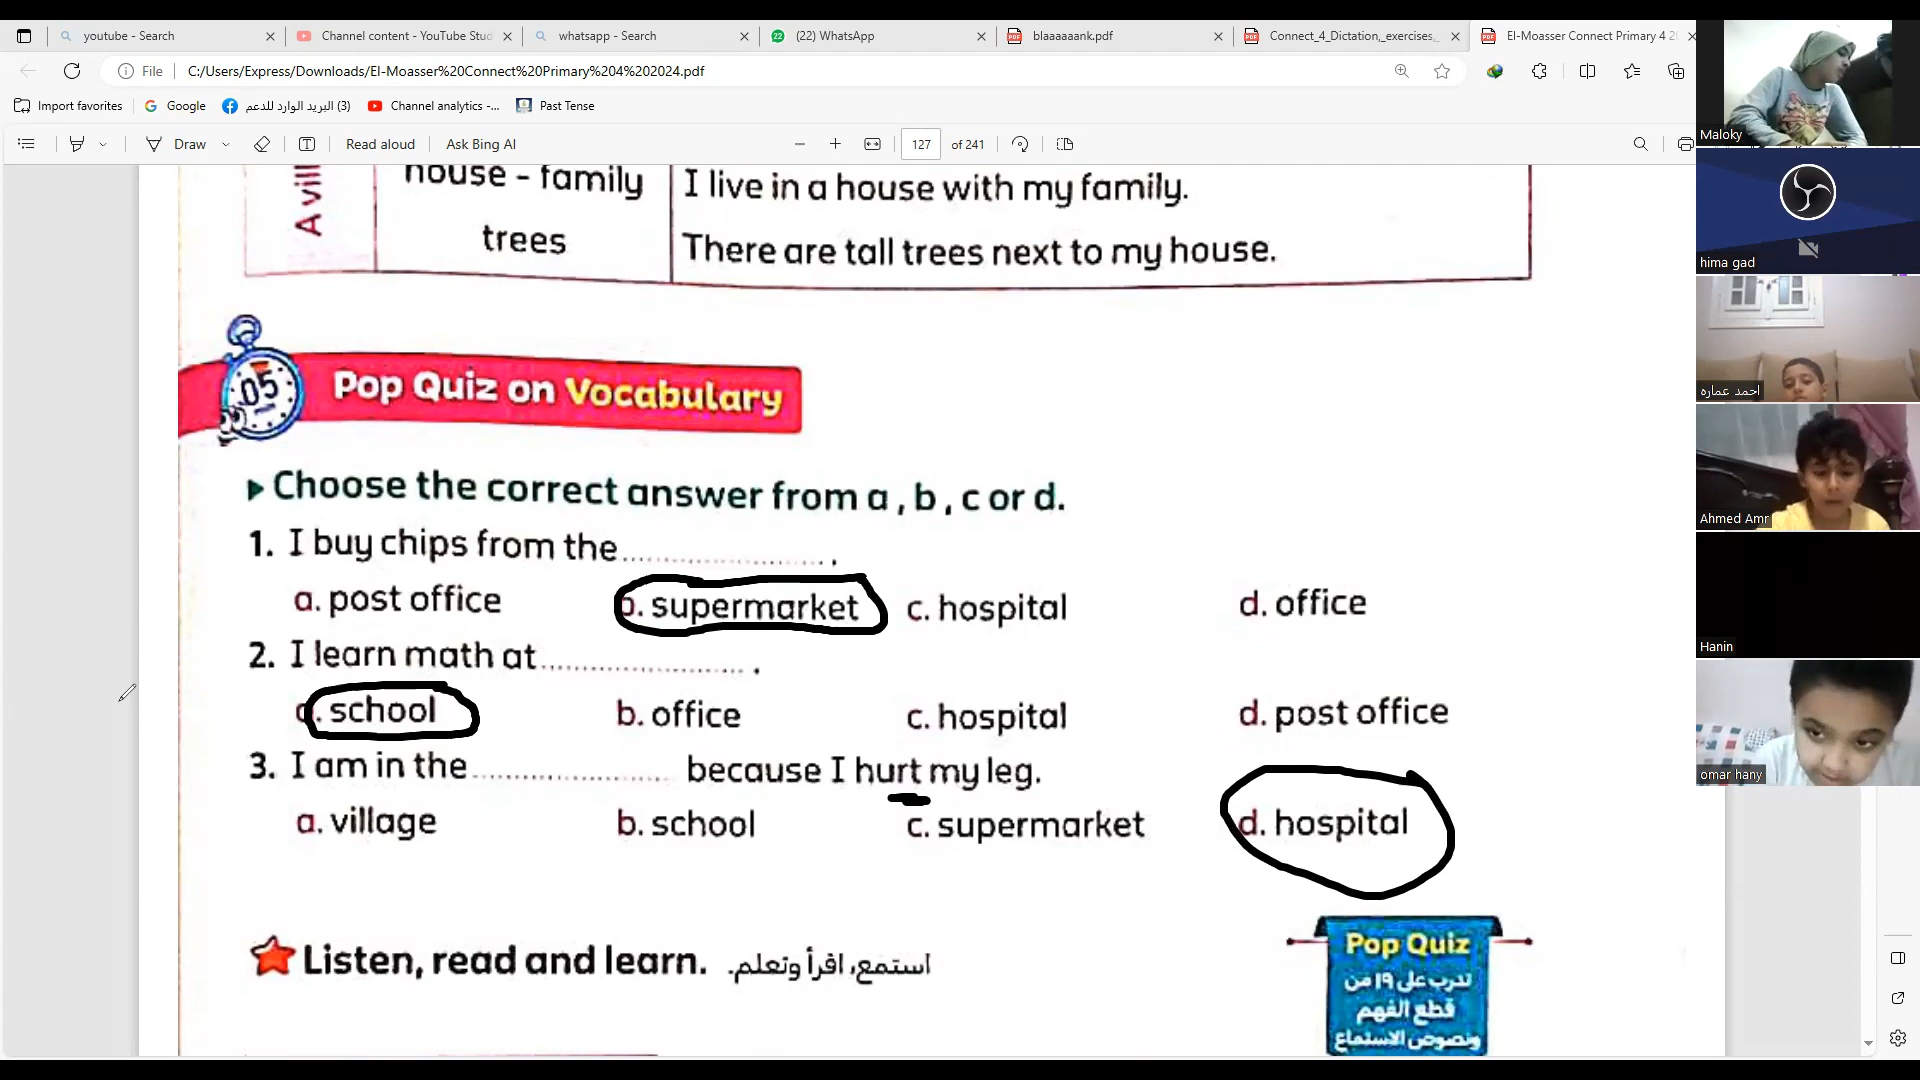 youtube - Search
Channel content - YouTube Stud
whatsapp - Search
(22) WhatsApp
blaaaaaank.pdf
Connect_4_Dictation,_exercises,_
El-Moasser Connect Primary 4 2
File
C:/Users/Express/Downloads/El-Moasser%20Connect%20Primary%204%202024.pdf
Import favorites
Google
(3) البريد الوارد للدعم
Channel analytics -...
Past Tense
Draw
Read aloud
Ask Bing AI
127 of 241
A vill
house - family
I live in a house with my family.
trees
There are tall trees next to my house.
05
Pop Quiz on Vocabulary
Choose the correct answer from a , b , c or d.
1. I buy chips from the .................... .
a. post office b. supermarket c. hospital d. office
2. I learn math at .................... .
a. school b. office c. hospital d. post office
3. I am in the .................... because I hurt my leg.
a. village b. school c. supermarket d. hospital
Listen, read and learn. استمع، اقرأ وتعلم.
Pop Quiz
تدرب على ١٩ من
قطع الفهم
ونصوص الاستماع
Maloky
hima gad
احمد عماره
Ahmed Amr
Hanin
omar hany